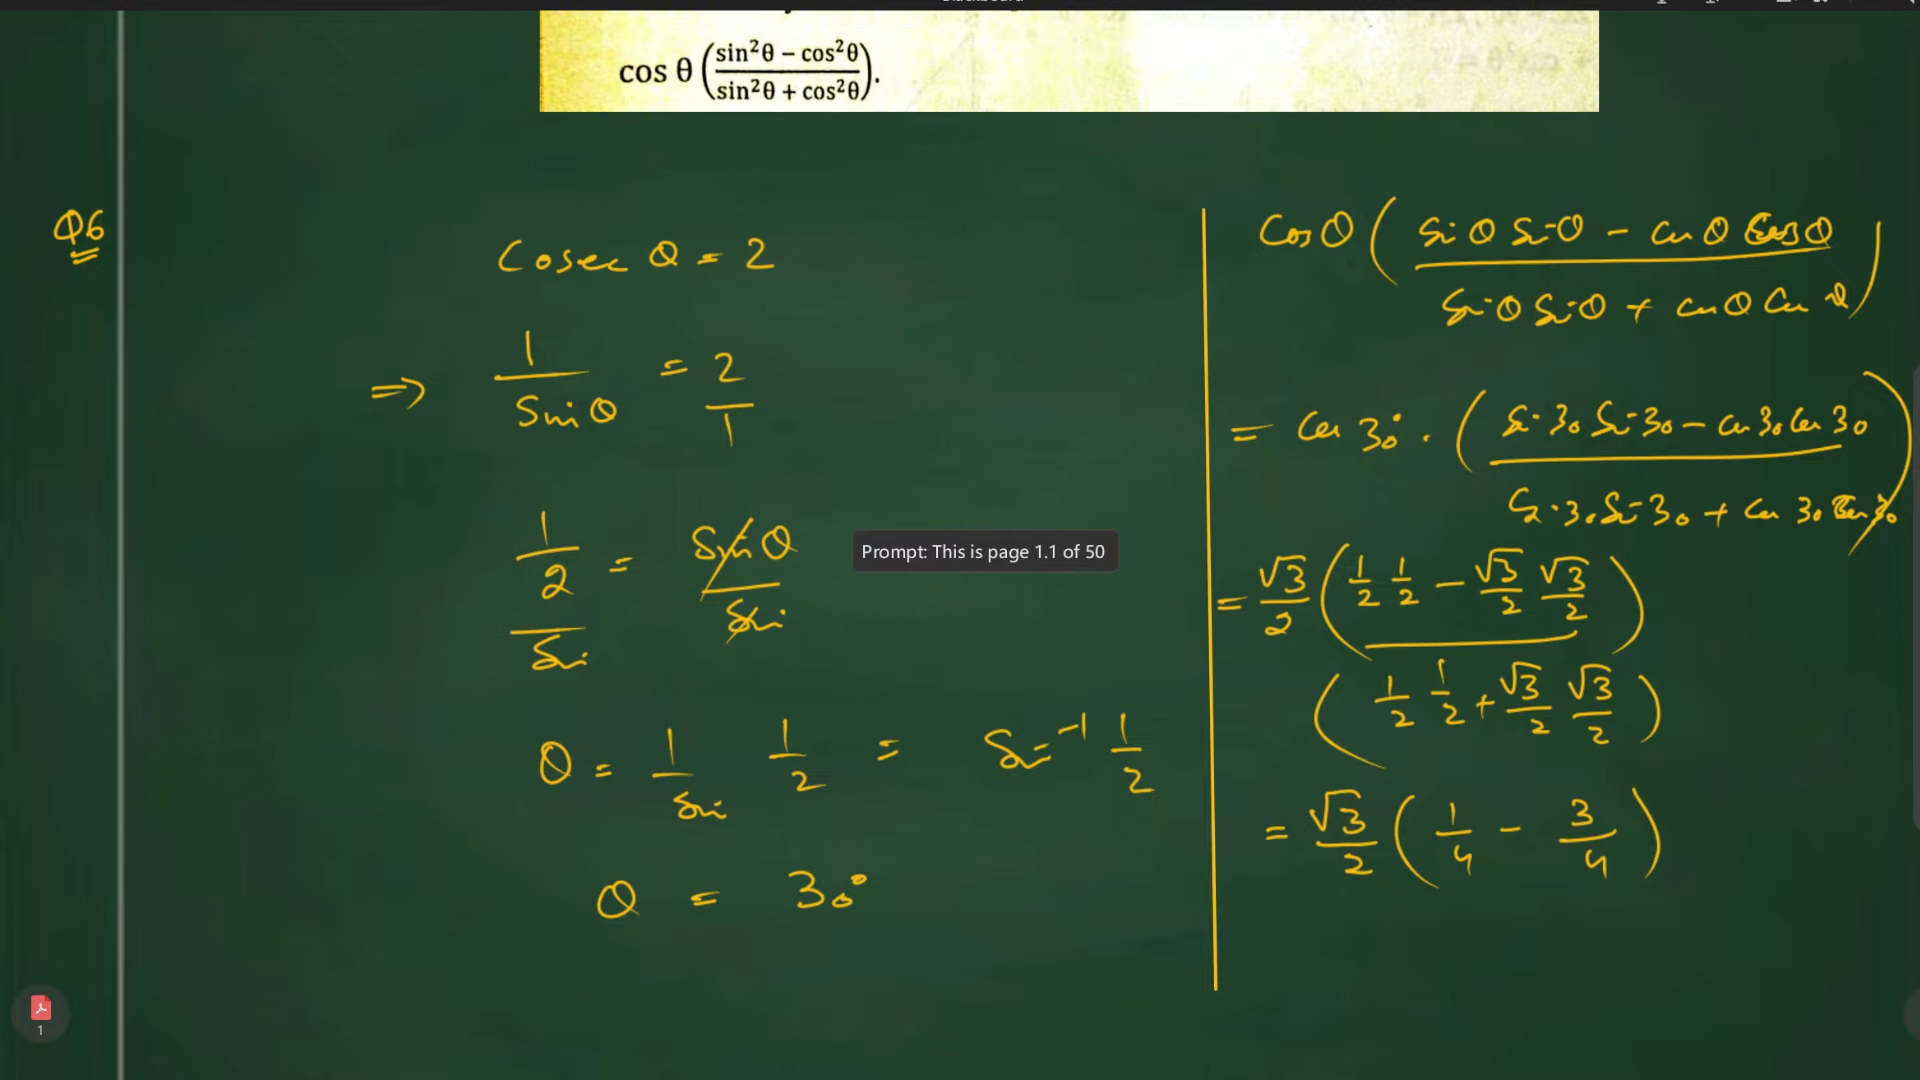 cos θ (sin²θ − cos²θ / sin²θ + cos²θ).
Q6
Cosec θ = 2
⇒ 1/Sin θ = 2/1
1/2 / Sin = Sin θ / Sin
θ = 1/Sin 1/2 = Sin⁻¹ 1/2
θ = 30°
Cos θ ( Sin θ Sin θ − Cos θ Cos θ / Sin θ Sin θ + Cos θ Cos θ )
= Cos 30° . ( Sin 30 Sin 30 − Cos 30 Cos 30 / Sin 30 Sin 30 + Cos 30 Cos 30 )
= √3/2 ( 1/2 1/2 − √3/2 √3/2 )
( 1/2 1/2 + √3/2 √3/2 )
= √3/2 ( 1/4 − 3/4 )
Prompt: This is page 1.1 of 50
1